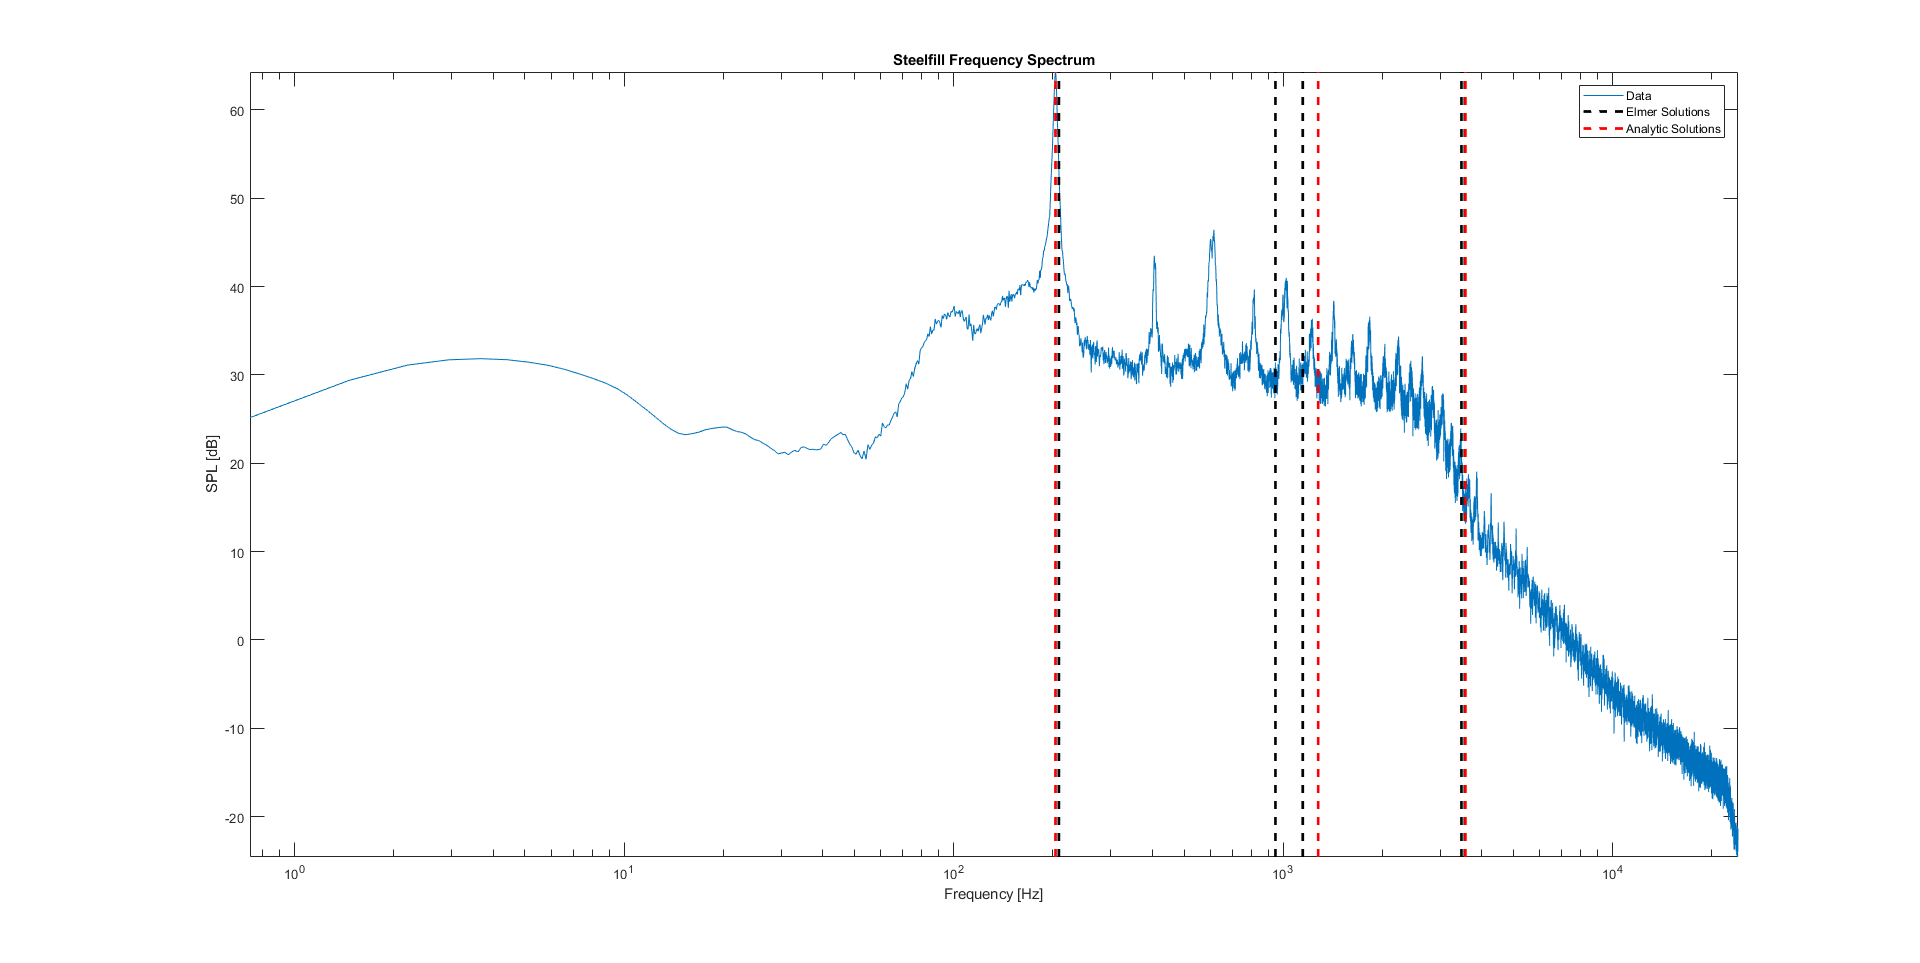 Steelfill Frequency Spectrum
Data
Elmer Solutions
Analytic Solutions
60
50
40
30
20
10
0
-10
-20
SPL [dB]
10^0 10^1 10^2 10^3 10^4
Frequency [Hz]